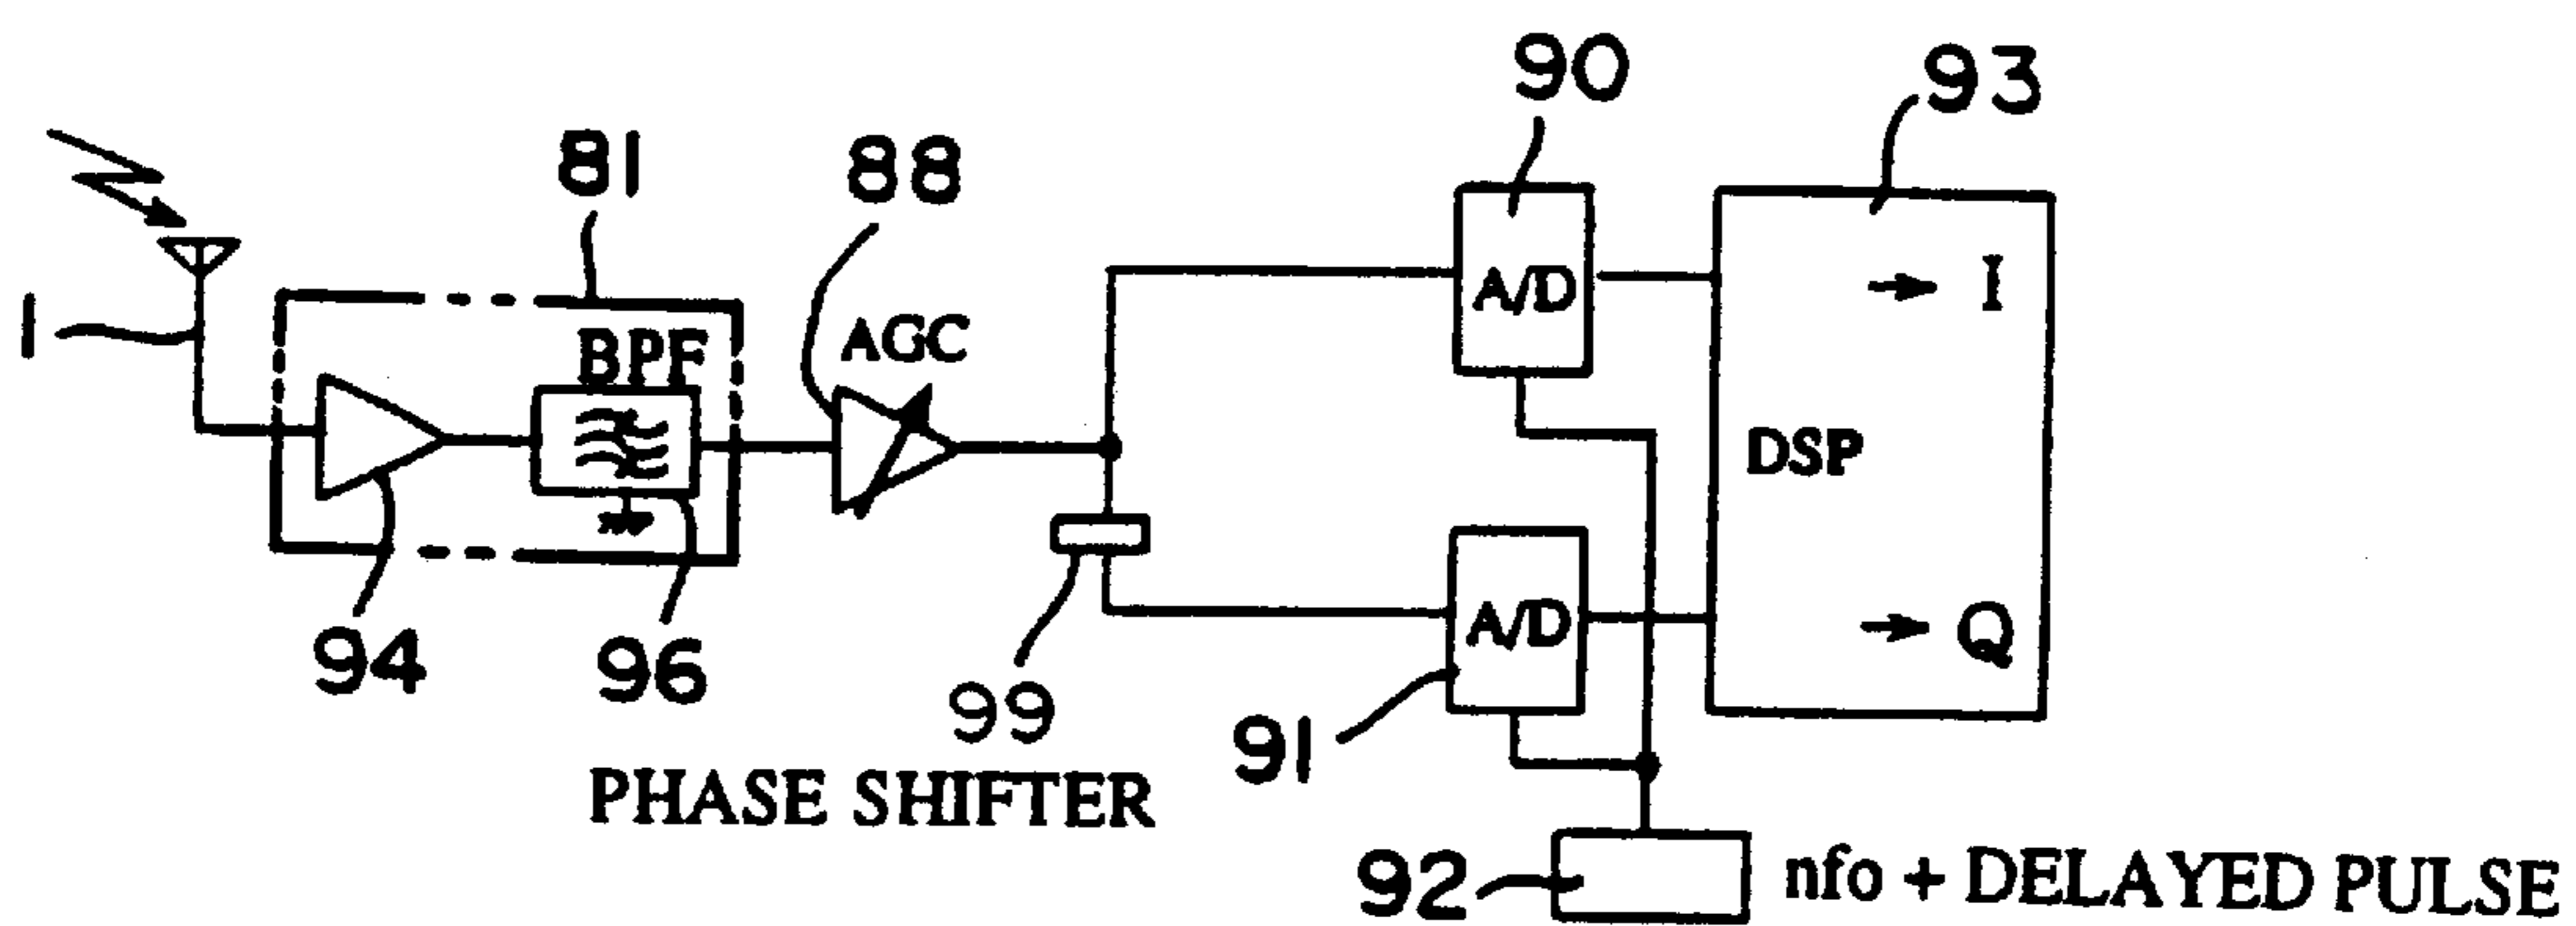 90
93
81
88
I
A/D
AGC
BPF
1
DSP
A/D
Q
94
96
99
91
PHASE SHIFTER
92
nfo + DELAYED PULSE